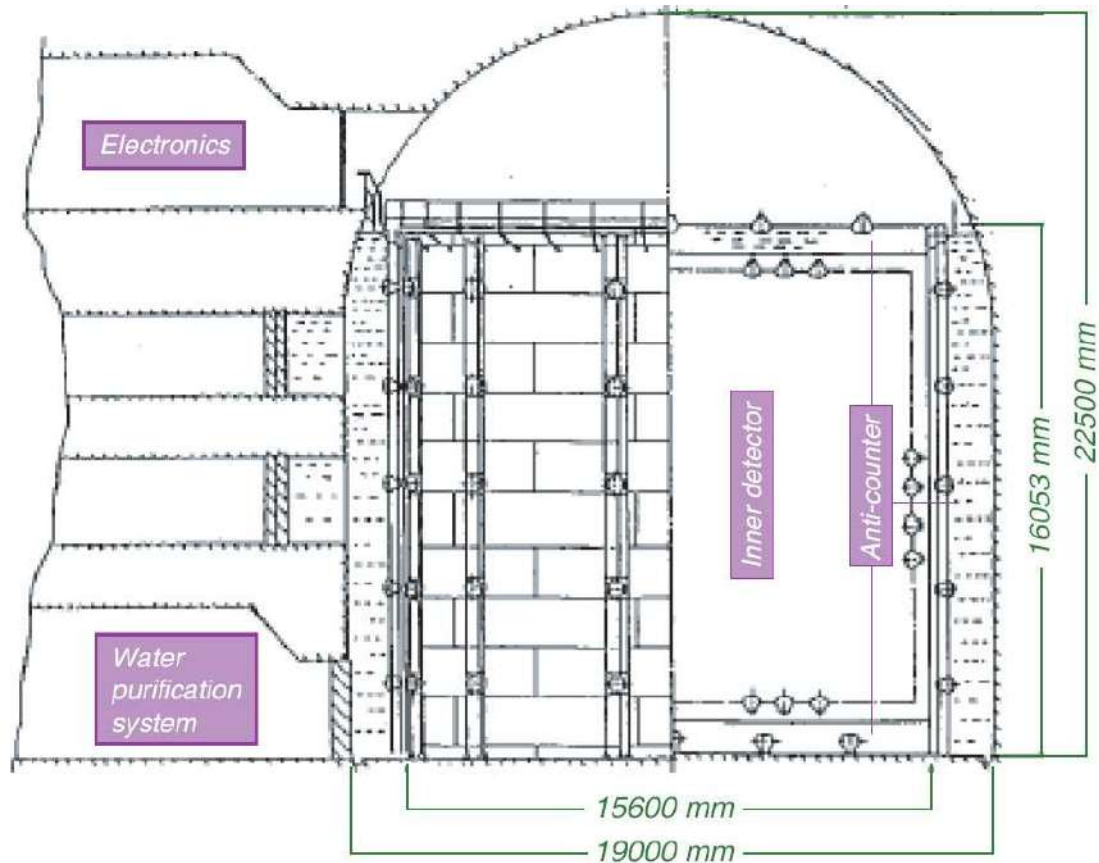 Electronics
Inner detector
Anti-counter
16053 mm
22500 mm
Water
purification
system
15600 mm
19000 mm